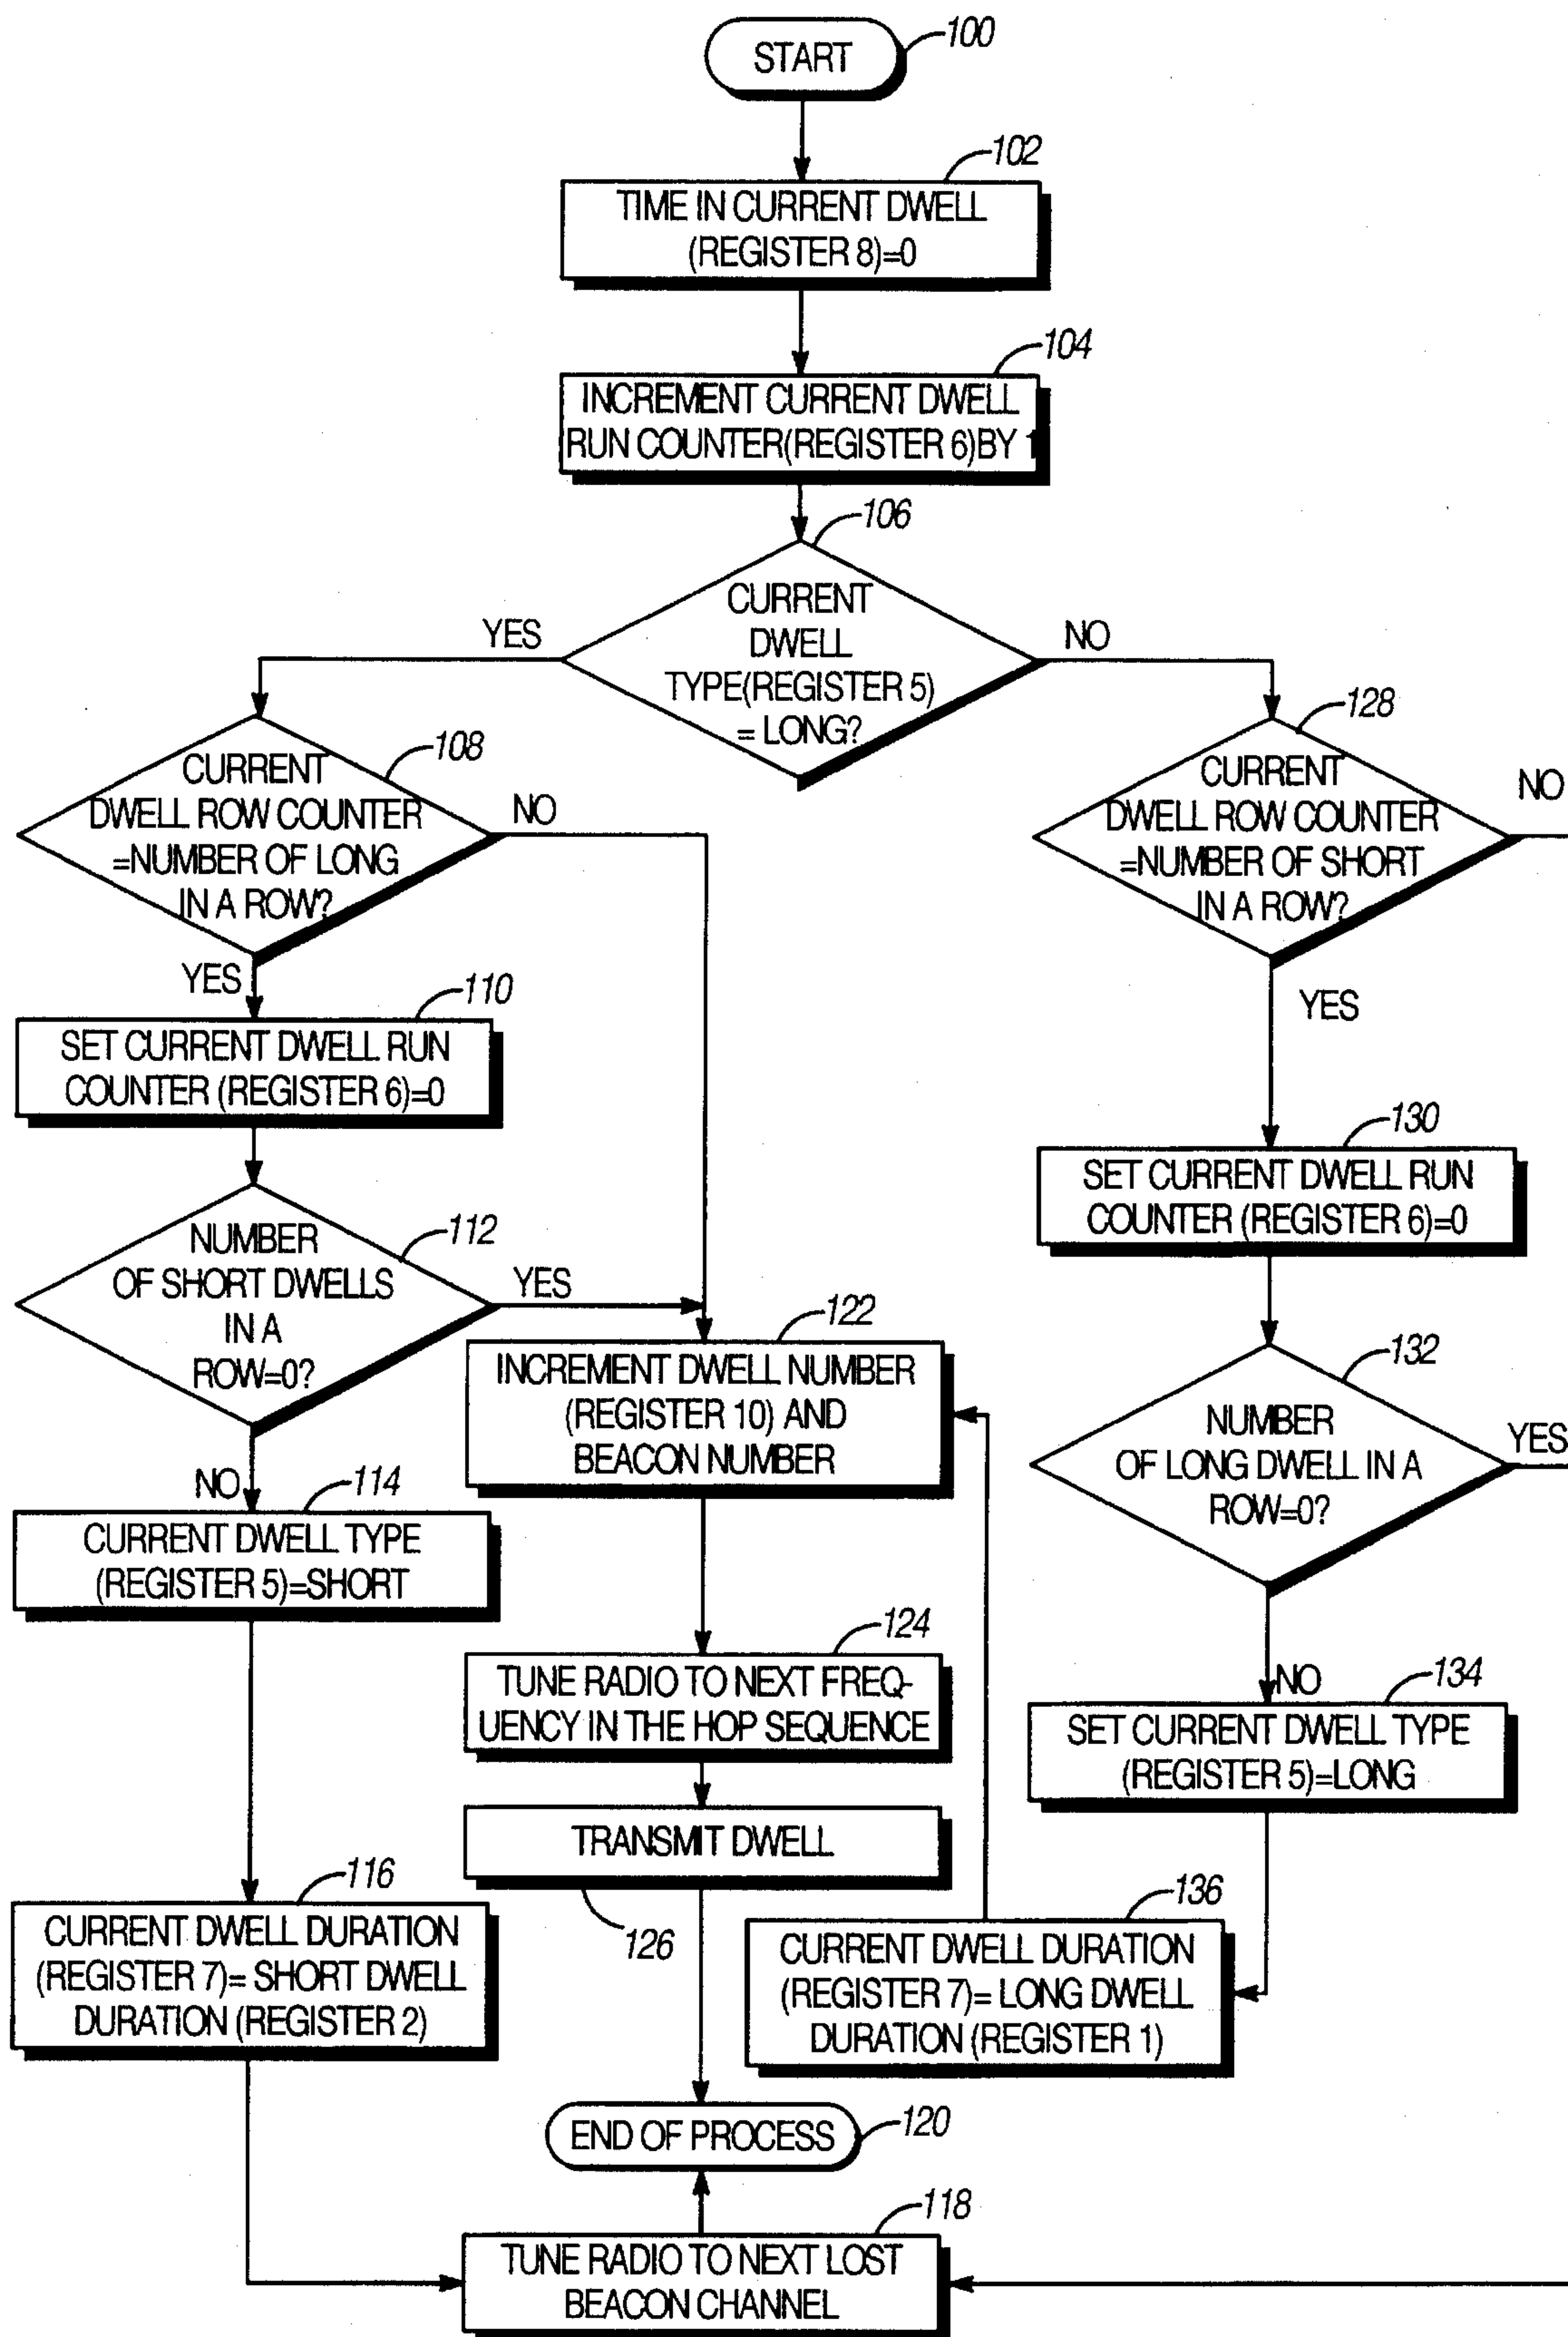 START
100
102
TIME IN CURRENT DWELL
(REGISTER 8)=0
104
INCREMENT CURRENT DWELL
RUN COUNTER(REGISTER 6)BY 1
106
CURRENT
DWELL
TYPE(REGISTER 5)
= LONG?
YES
NO
108
CURRENT
DWELL ROW COUNTER
=NUMBER OF LONG
IN A ROW?
NO
YES
128
CURRENT
DWELL ROW COUNTER
=NUMBER OF SHORT
IN A ROW?
NO
YES
110
SET CURRENT DWELL RUN
COUNTER (REGISTER 6)=0
130
SET CURRENT DWELL RUN
COUNTER (REGISTER 6)=0
112
NUMBER
OF SHORT DWELLS
IN A
ROW=0?
YES
NO
122
INCREMENT DWELL NUMBER
(REGISTER 10) AND
BEACON NUMBER
132
NUMBER
OF LONG DWELL IN A
ROW=0?
YES
NO
114
CURRENT DWELL TYPE
(REGISTER 5)=SHORT
124
TUNE RADIO TO NEXT FREQ-
UENCY IN THE HOP SEQUENCE
134
SET CURRENT DWELL TYPE
(REGISTER 5)=LONG
TRANSMIT DWELL
126
116
CURRENT DWELL DURATION
(REGISTER 7)= SHORT DWELL
DURATION (REGISTER 2)
136
CURRENT DWELL DURATION
(REGISTER 7)= LONG DWELL
DURATION (REGISTER 1)
END OF PROCESS
120
118
TUNE RADIO TO NEXT LOST
BEACON CHANNEL